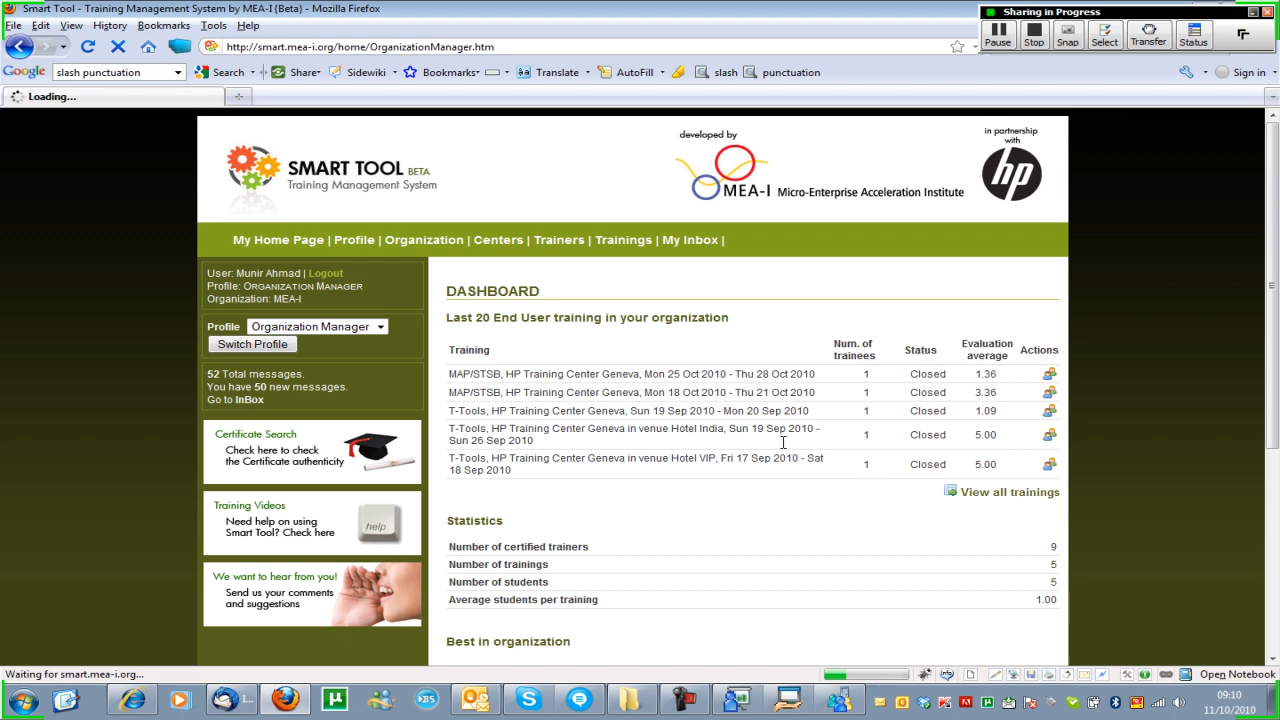 Smart Tool - Training Management System by MEA-I {Beta} - Mozilla Firefox
Sharing in Progress
File Edit View History Bookmarks Tools Help
Pause Stop Snap Select Transfer Status
http://smart.mea-i.org/home/OrganizationManager.htm
Google slash punctuation Search Share Sidewiki Bookmarks Translate AutoFill slash punctuation Sign in
Loading...
developed by
in partnership
with
SMART TOOL BETA
Training Management System
MEA-I Micro-Enterprise Acceleration Institute
hp
My Home Page | Profile | Organization | Centers | Trainers | Trainings | My Inbox |
User: Munir Ahmad | Logout
Profile: ORGANIZATION MANAGER
Organization: MEA-I
Profile Organization Manager
Switch Profile
52 Total messages.
You have 50 new messages.
Go to InBox
Certificate Search
Check here to check
the Certificate authenticity
Training Videos
Need help on using
Smart Tool? Check here
help
We want to hear from you!
Send us your comments
and suggestions
DASHBOARD
Last 20 End User training in your organization
Training Num. of trainees Status Evaluation average Actions
MAP/STSB, HP Training Center Geneva, Mon 25 Oct 2010 - Thu 28 Oct 2010 1 Closed 1.36
MAP/STSB, HP Training Center Geneva, Mon 18 Oct 2010 - Thu 21 Oct 2010 1 Closed 3.36
T-Tools, HP Training Center Geneva, Sun 19 Sep 2010 - Mon 20 Sep 2010 1 Closed 1.09
T-Tools, HP Training Center Geneva in venue Hotel India, Sun 19 Sep 2010 -
Sun 26 Sep 2010 1 Closed 5.00
T-Tools, HP Training Center Geneva in venue Hotel VIP, Fri 17 Sep 2010 - Sat
18 Sep 2010 1 Closed 5.00
View all trainings
Statistics
Number of certified trainers 9
Number of trainings 5
Number of students 5
Average students per training 1.00
Best in organization
Waiting for smart.mea-i.org...
Open Notebook
09:10
11/10/2010